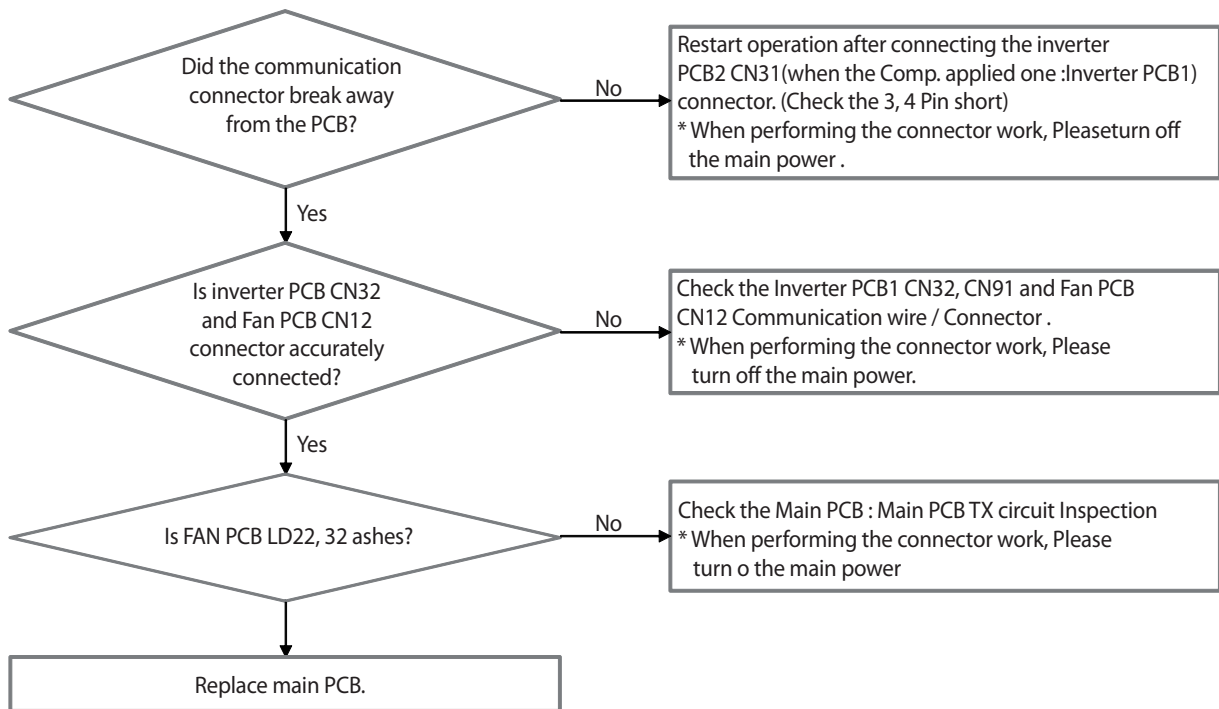 Did the communication
connector break away
from the PCB?
No
Restart operation after connecting the inverter
PCB2 CN31(when the Comp. applied one :Inverter PCB1)
connector. (Check the 3, 4 Pin short)
* When performing the connector work, Pleaseturn off
the main power .
Yes
Is inverter PCB CN32
and Fan PCB CN12
connector accurately
connected?
No
Check the Inverter PCB1 CN32, CN91 and Fan PCB
CN12 Communication wire / Connector .
* When performing the connector work, Please
turn off the main power.
Yes
Is FAN PCB LD22, 32 ashes?
No
Check the Main PCB : Main PCB TX circuit Inspection
* When performing the connector work, Please
turn o the main power
Replace main PCB.